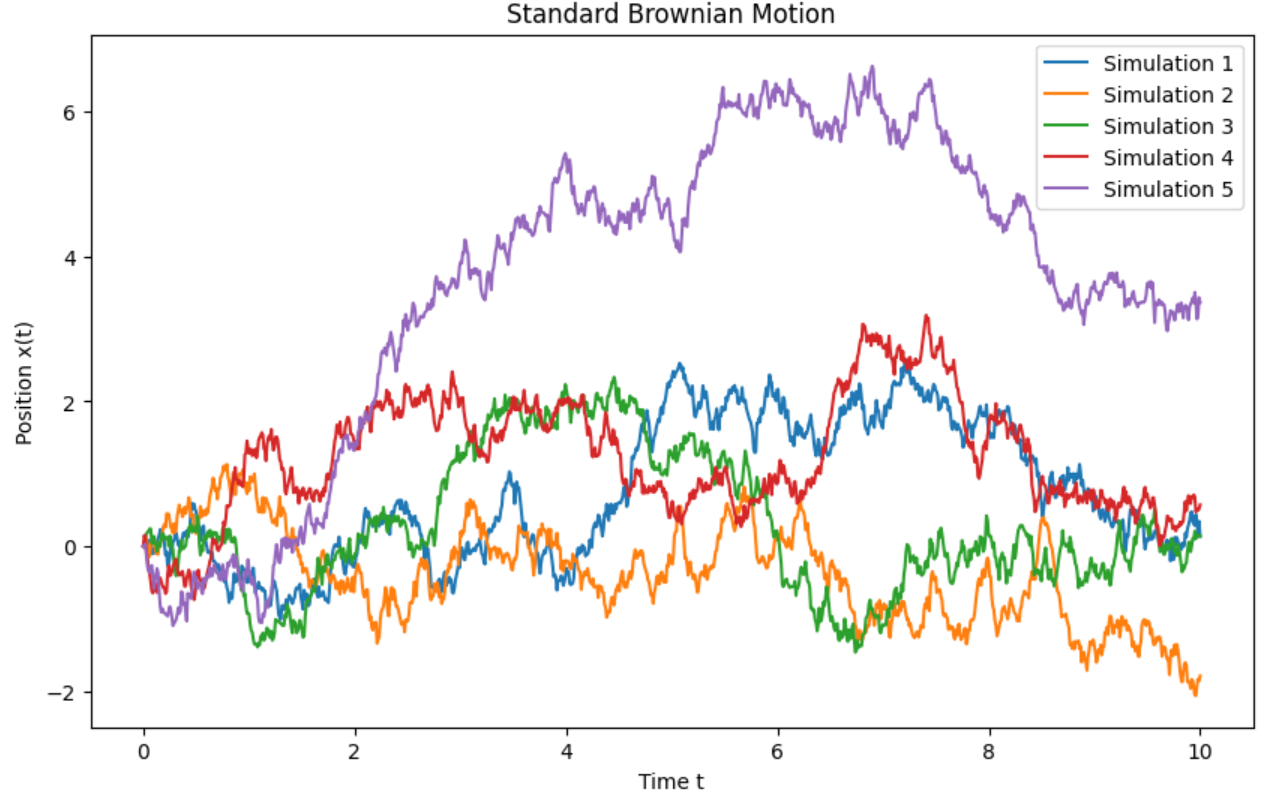 Standard Brownian Motion
Simulation 1
Simulation 2
Simulation 3
Simulation 4
Simulation 5
Position x(t)
6
4
2
0
−2
0 2 4 6 8 10
Time t